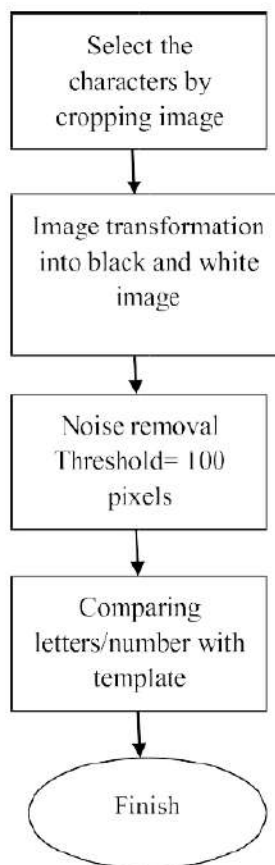 Select the
characters by
cropping image
Image transformation
into black and white
image
Noise removal
Threshold= 100
pixels
Comparing
letters/number with
template
Finish